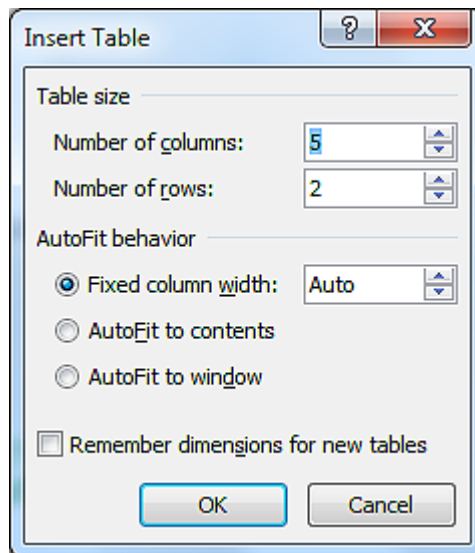 Insert Table ?
Table size
Number of columns: 5
Number of rows: 2
AutoFit behavior
Fixed column width: Auto
AutoFit to contents
AutoFit to window
Remember dimensions for new tables
OK Cancel